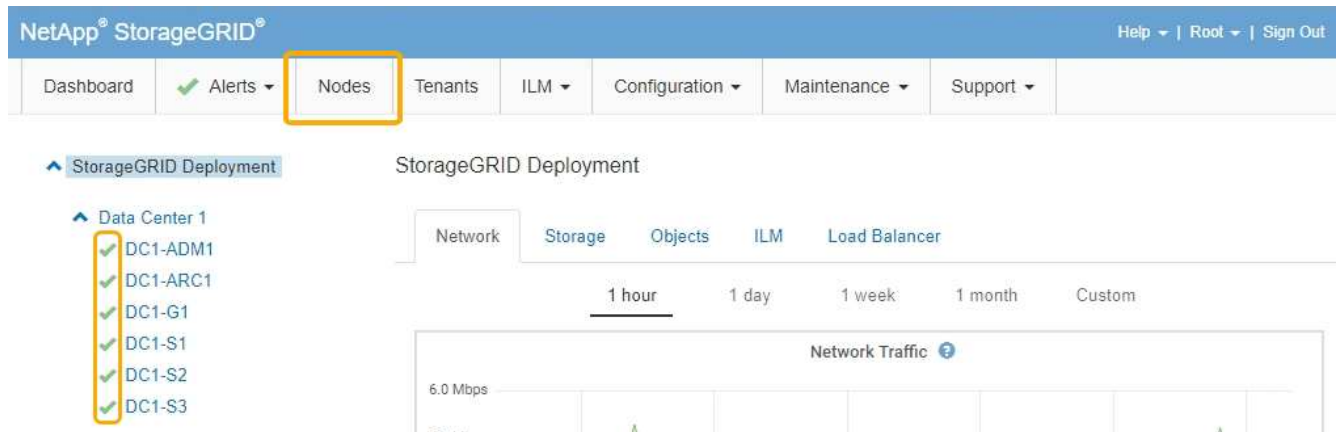 NetApp® StorageGRID®
Help | Root | Sign Out
Dashboard Alerts Nodes Tenants ILM Configuration Maintenance Support
StorageGRID Deployment
StorageGRID Deployment
Data Center 1
Network Storage Objects ILM Load Balancer
DC1-ADM1
DC1-ARC1
1 hour 1 day 1 week 1 month Custom
DC1-G1
DC1-S1
Network Traffic
DC1-S2
6.0 Mbps
DC1-S3